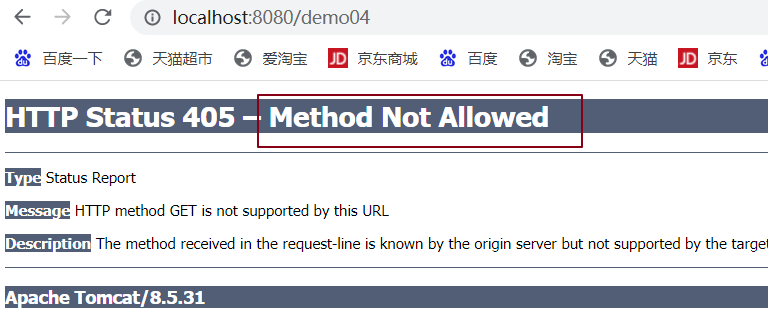 localhost:8080/demo04
百度一下 天猫超市 爱淘宝 JD 京东商城 百度 淘宝 天猫 JD 京东
HTTP Status 405 – Method Not Allowed
Type Status Report
Message HTTP method GET is not supported by this URL
Description The method received in the request-line is known by the origin server but not supported by the target
Apache Tomcat/8.5.31